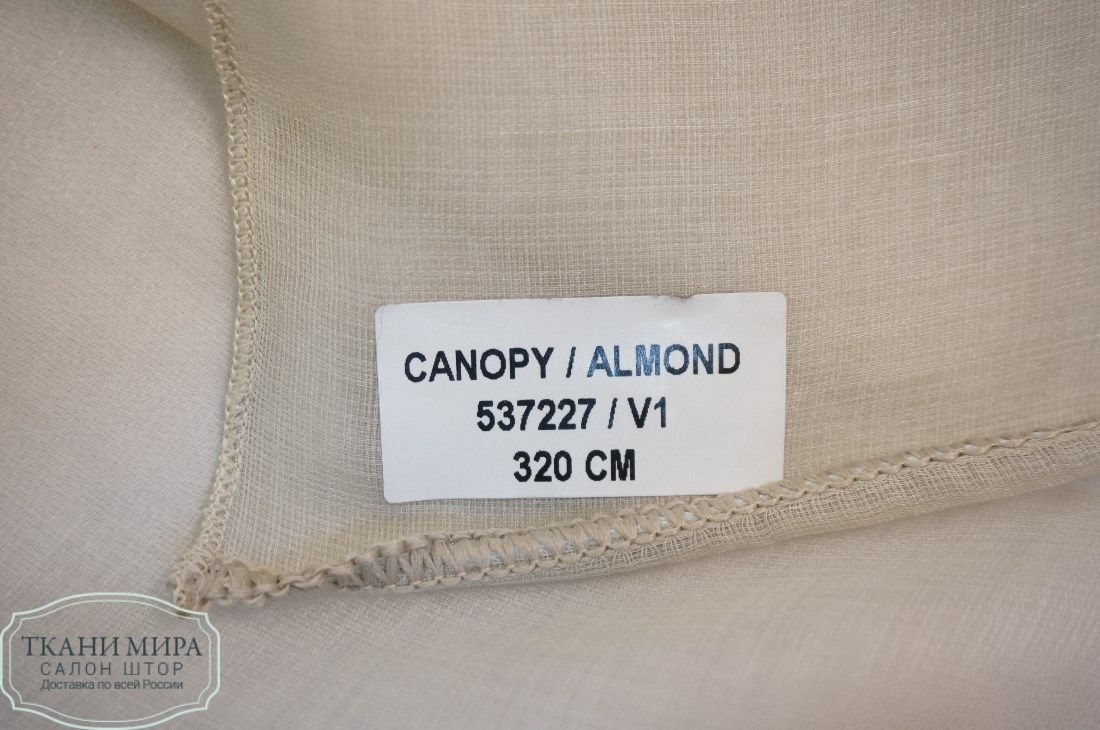 CANOPY / ALMOND
537227 / V1
320 CM
ТКАНИ МИРА
САЛОН ШТОР
Доставка по всей России